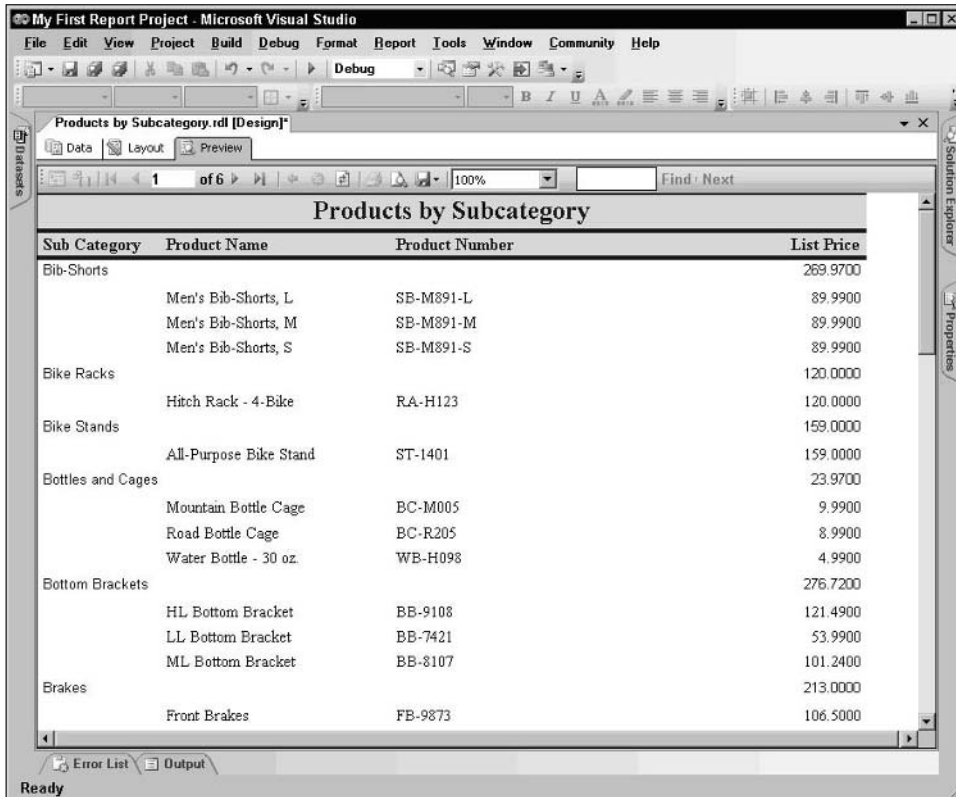 My First Report Project - Microsoft Visual Studio
File Edit View Project Build Debug Format Report Tools Window Community Help
Debug
B I U A
Products by Subcategory.rdl [Design]*
Datasets
Solution Explorer
Properties
Data Layout Preview
1 of 6 100% Find Next
Products by Subcategory
Sub Category Product Name Product Number List Price
Bib-Shorts 269.9700
Men's Bib-Shorts, L SB-M891-L 89.9900
Men's Bib-Shorts, M SB-M891-M 89.9900
Men's Bib-Shorts, S SB-M891-S 89.9900
Bike Racks 120.0000
Hitch Rack - 4-Bike RA-H123 120.0000
Bike Stands 159.0000
All-Purpose Bike Stand ST-1401 159.0000
Bottles and Cages 23.9700
Mountain Bottle Cage BC-M005 9.9900
Road Bottle Cage BC-R205 8.9900
Water Bottle - 30 oz. WB-H098 4.9900
Bottom Brackets 276.7200
HL Bottom Bracket BB-9108 121.4900
LL Bottom Bracket BB-7421 53.9900
ML Bottom Bracket BB-8107 101.2400
Brakes 213.0000
Front Brakes FB-9873 106.5000
Error List Output
Ready